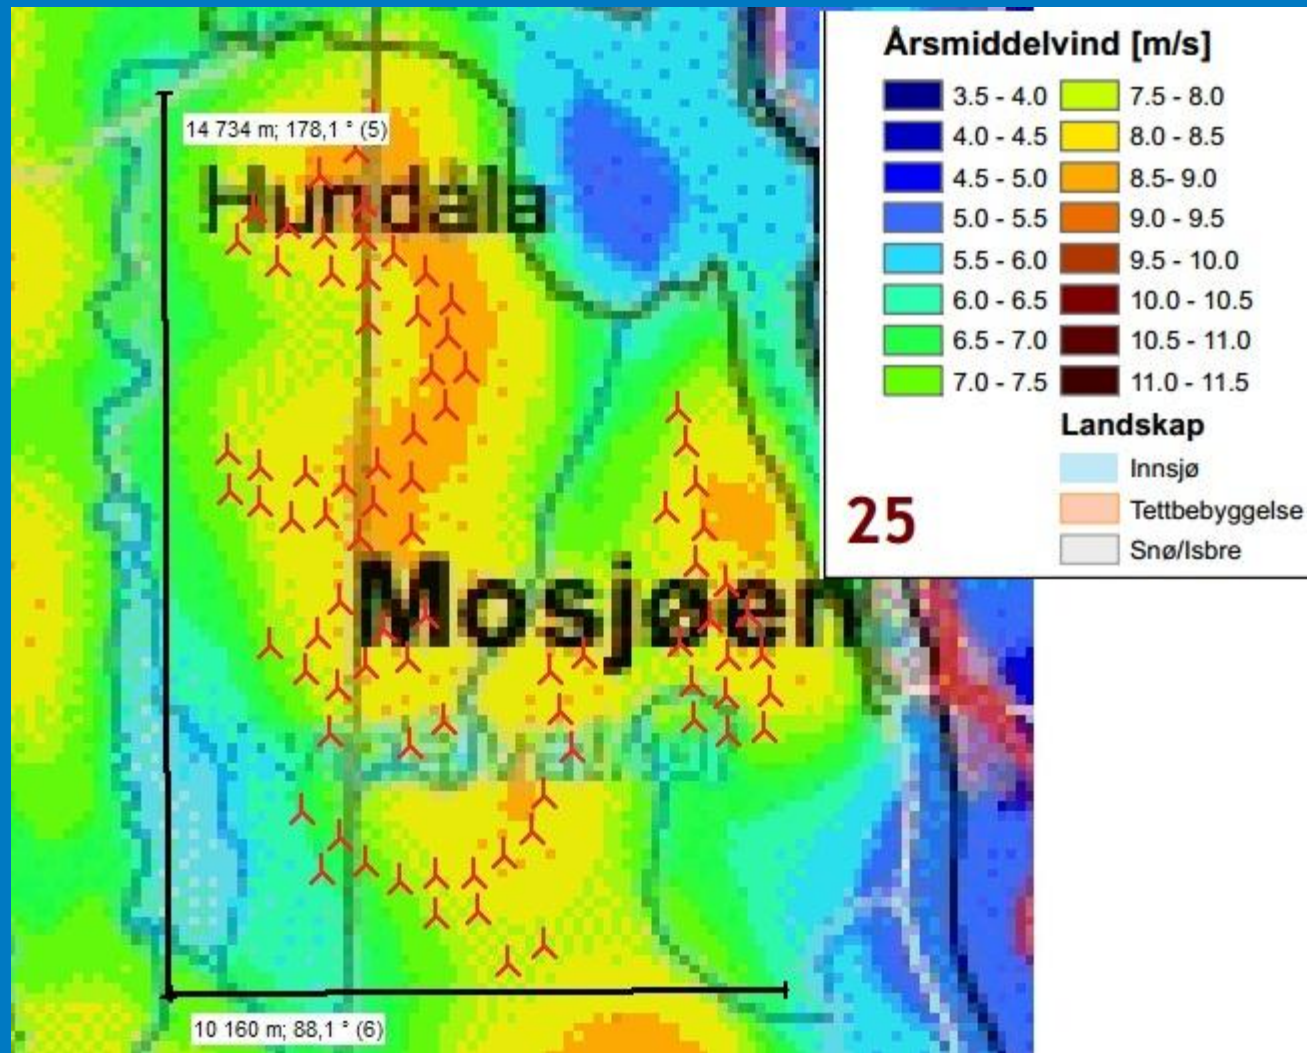 14 734 m; 178,1 ° (5)
Hundåla
Mosjøen
10 160 m; 88,1 ° (6)
Årsmiddelvind [m/s]
3.5 - 4.0
4.0 - 4.5
4.5 - 5.0
5.0 - 5.5
5.5 - 6.0
6.0 - 6.5
6.5 - 7.0
7.0 - 7.5
7.5 - 8.0
8.0 - 8.5
8.5- 9.0
9.0 - 9.5
9.5 - 10.0
10.0 - 10.5
10.5 - 11.0
11.0 - 11.5
Landskap
Innsjø
Tettbebyggelse
Snø/Isbre
25